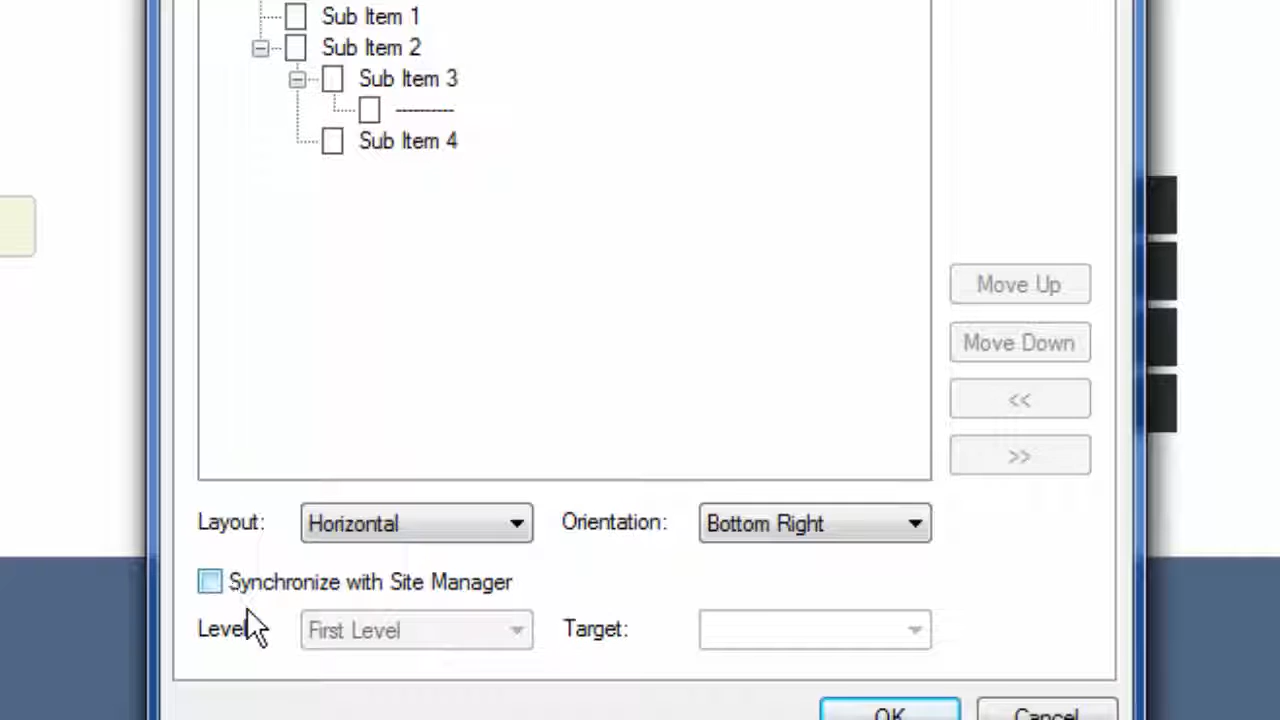 Sub Item 1
Sub Item 2
Sub Item 3
----------
Sub Item 4
Move Up
Move Down
<<
>>
Layout: Horizontal Orientation: Bottom Right
Synchronize with Site Manager
Level First Level Target:
OK Cancel